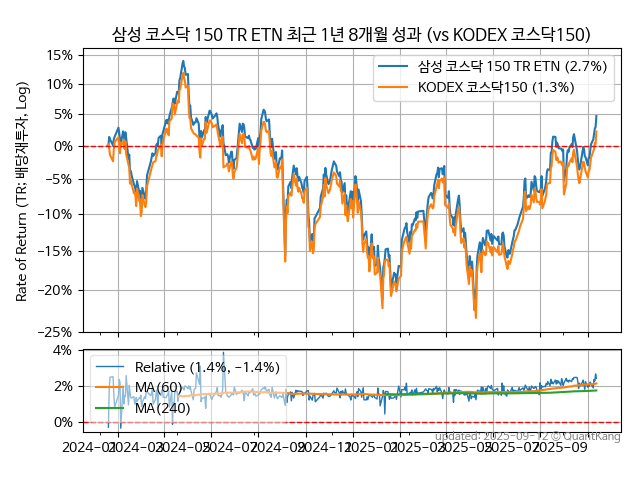 삼성 코스닥 150 TR ETN 최근 1년 8개월 성과 (vs KODEX 코스닥150)
Rate of Return (TR: 배당재투자, Log)
15%
10%
5%
0%
−5%
−10%
−15%
−20%
−25%
삼성 코스닥 150 TR ETN (2.7%)
KODEX 코스닥150 (1.3%)
4%
2%
0%
Relative (1.4%, −1.4%)
MA(60)
MA(240)
2024-01 2024-03 2024-05 2024-07 2024-09 2024-11 2025-01 2025-03 2025-05 2025-07 2025-09
updated: 2025-09-12 © QuantKang